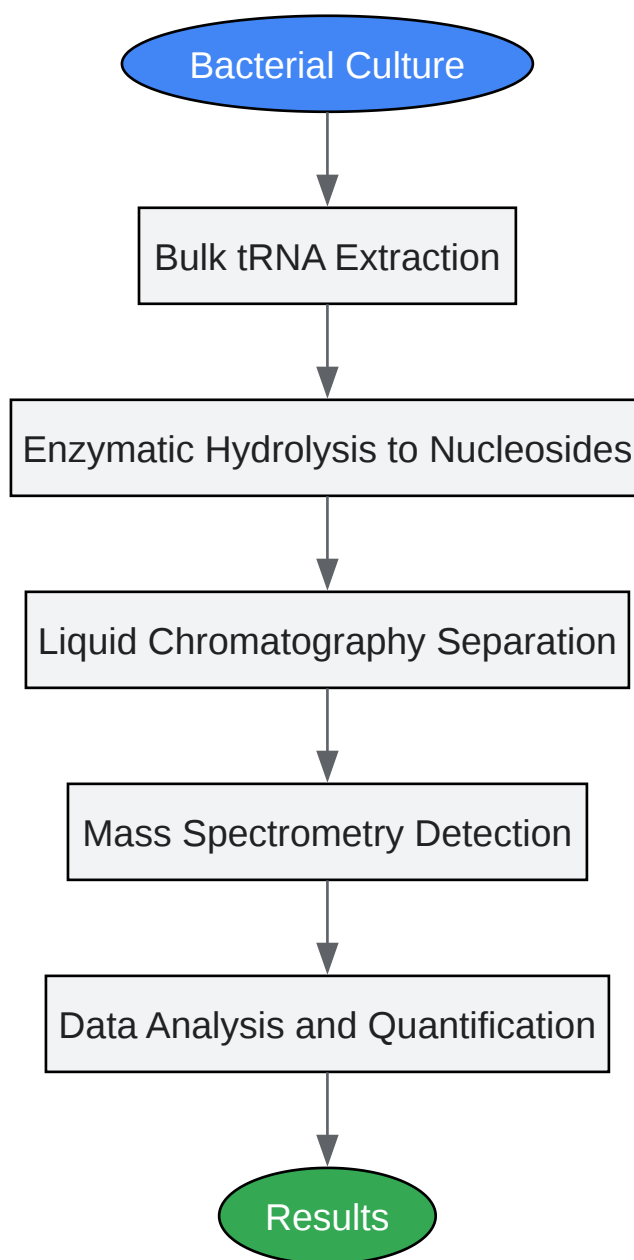 Bacterial Culture
Bulk tRNA Extraction
Enzymatic Hydrolysis to Nucleosides
Liquid Chromatography Separation
Mass Spectrometry Detection
Data Analysis and Quantification
Results